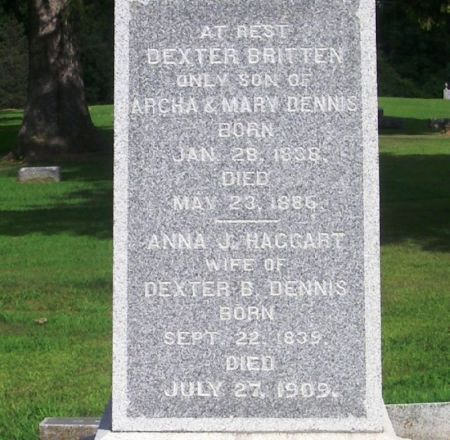 AT REST
DEXTER BRITTEN
ONLY SON OF
ARCHA & MARY DENNIS
BORN
JAN. 28, 1838.
DIED
MAY 23, 1886.
ANNA J. HAGGART
WIFE OF
DEXTER B. DENNIS
BORN
SEPT. 22, 1839.
DIED
JULY 27, 1909.